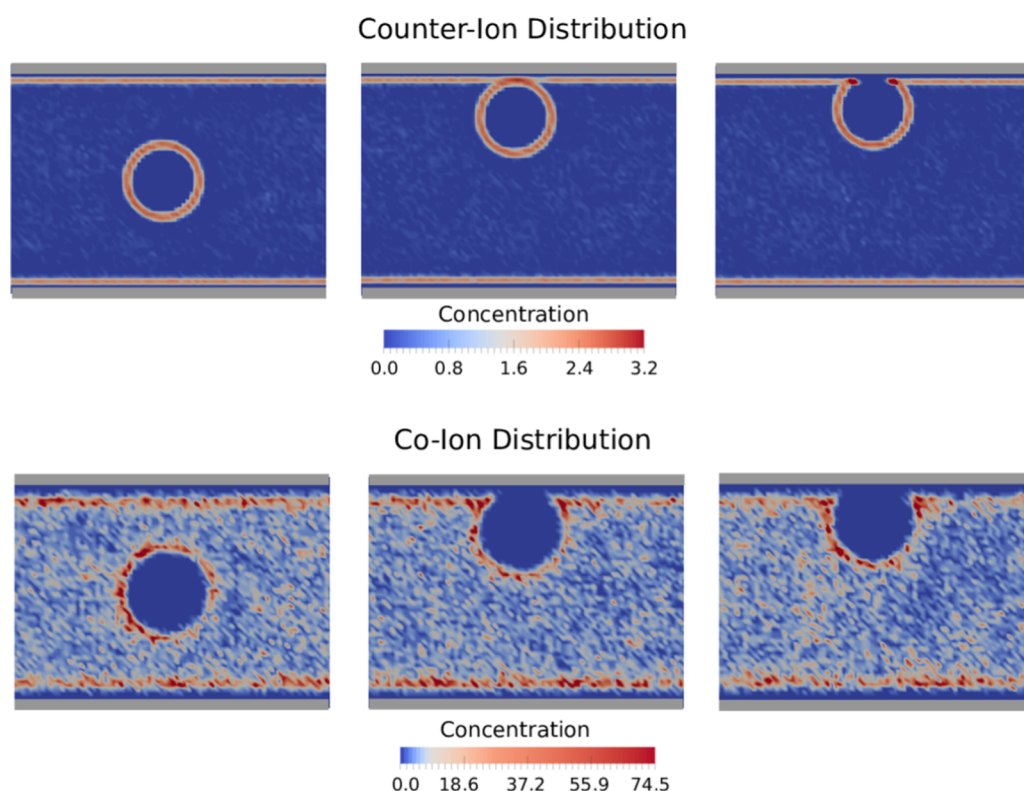 Counter-Ion Distribution
Concentration
0.0 0.8 1.6 2.4 3.2
Co-Ion Distribution
Concentration
0.0 18.6 37.2 55.9 74.5